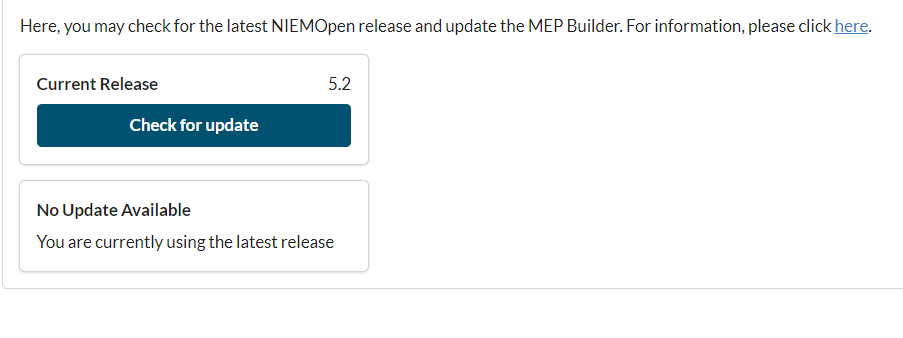 Here, you may check for the latest NIEMOpen release and update the MEP Builder. For information, please click here.
Current Release 5.2
Check for update
No Update Available
You are currently using the latest release